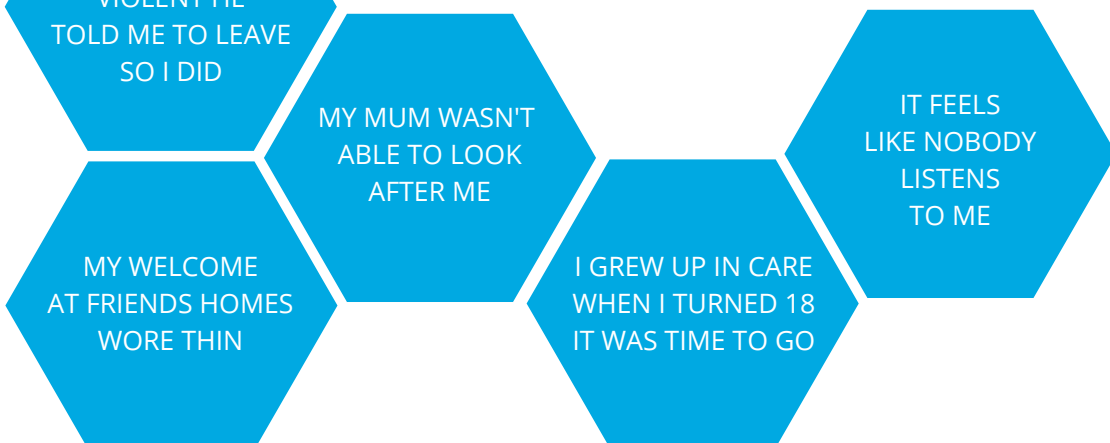 VIOLENT HE
TOLD ME TO LEAVE
SO I DID
MY MUM WASN'T
ABLE TO LOOK
AFTER ME
IT FEELS
LIKE NOBODY
LISTENS
TO ME
MY WELCOME
AT FRIENDS HOMES
WORE THIN
I GREW UP IN CARE
WHEN I TURNED 18
IT WAS TIME TO GO